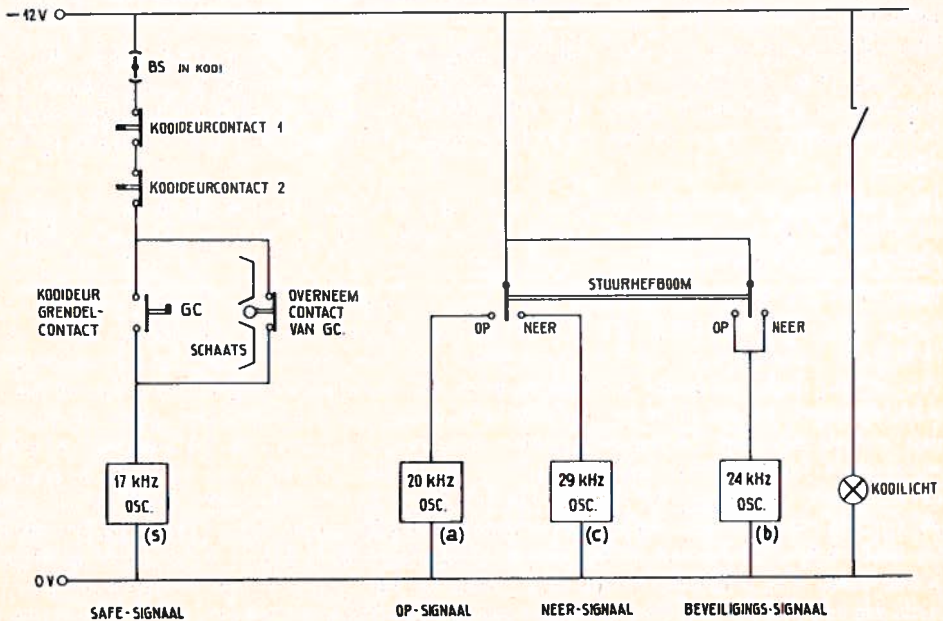 -12V
BS IN KOOI
KOOIDEURCONTACT 1
KOOIDEURCONTACT 2
KOOIDEUR
GRENDEL-
CONTACT
GC
SCHAATS
OVERNEEM
CONTACT
VAN GC.
STUURHEFBOOM
OP
NEER
OP
NEER
17 kHz
OSC.
(s)
20 kHz
OSC.
(a)
29 kHz
OSC.
(c)
24 kHz
OSC.
(b)
KOOILICHT
0V
SAFE-SIGNAAL
OP-SIGNAAL
NEER-SIGNAAL
BEVEILIGINGS-SIGNAAL